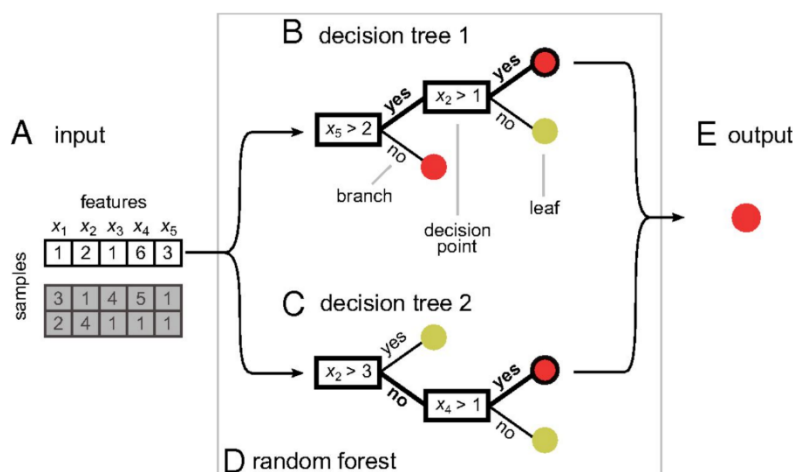 B decision tree 1
yes
yes
x₂ > 1
no
x₅ > 2
no
branch
decision
point
leaf
A input
features
x₁ x₂ x₃ x₄ x₅
1 2 1 6 3
samples
3 1 4 5 1
2 4 1 1 1
E output
C decision tree 2
yes
x₂ > 3
no
yes
x₄ > 1
no
D random forest